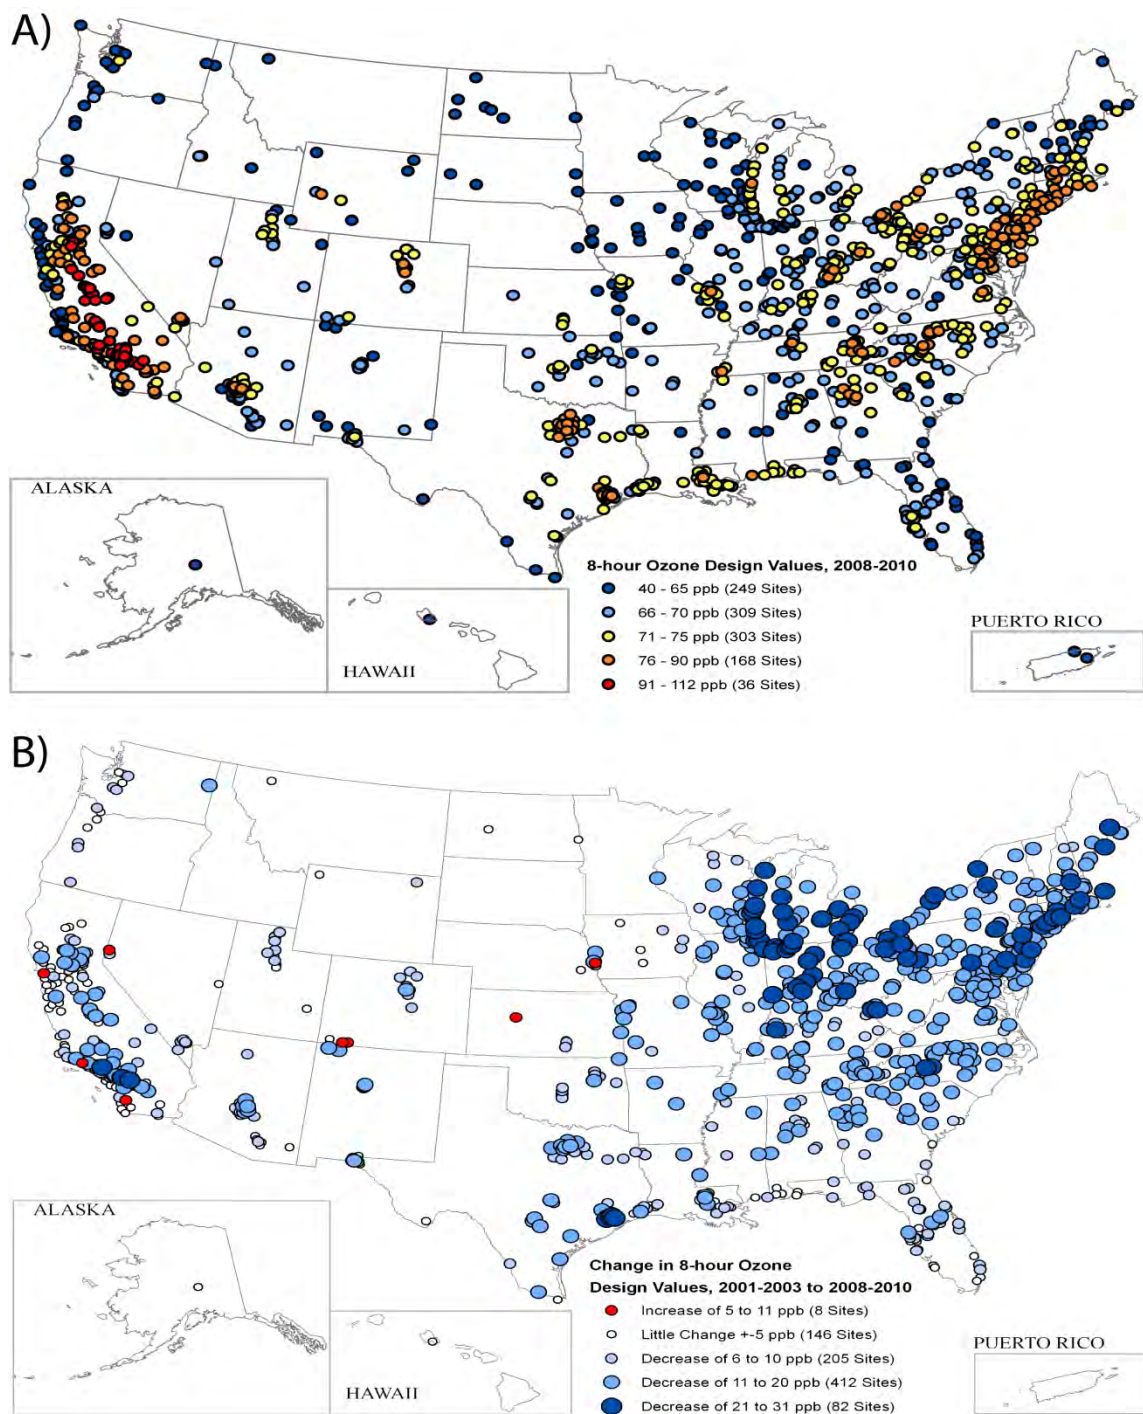 A)
ALASKA
HAWAII
8-hour Ozone Design Values, 2008-2010
40 - 65 ppb (249 Sites)
66 - 70 ppb (309 Sites)
71 - 75 ppb (303 Sites)
76 - 90 ppb (168 Sites)
91 - 112 ppb (36 Sites)
PUERTO RICO
B)
ALASKA
HAWAII
Change in 8-hour Ozone
Design Values, 2001-2003 to 2008-2010
Increase of 5 to 11 ppb (8 Sites)
Little Change +-5 ppb (146 Sites)
Decrease of 6 to 10 ppb (205 Sites)
Decrease of 11 to 20 ppb (412 Sites)
Decrease of 21 to 31 ppb (82 Sites)
PUERTO RICO